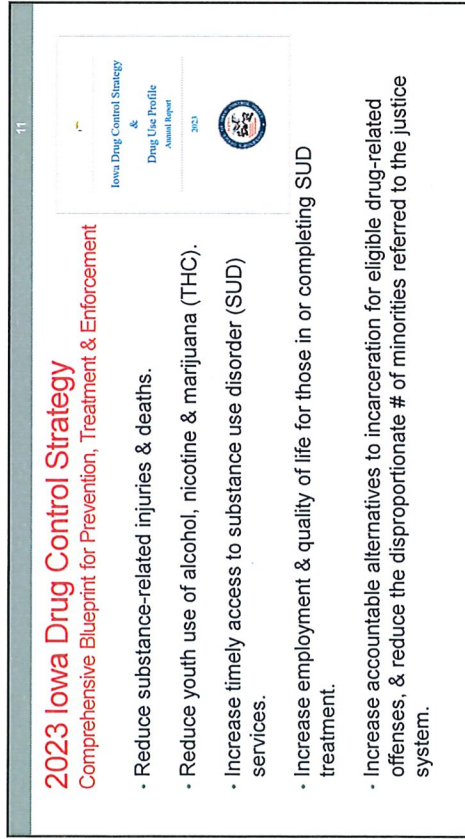 11
2023 Iowa Drug Control Strategy
Comprehensive Blueprint for Prevention, Treatment & Enforcement
Iowa Drug Control Strategy
&
Drug Use Profile
Annual Report
2023
• Reduce substance-related injuries & deaths.
• Reduce youth use of alcohol, nicotine & marijuana (THC).
• Increase timely access to substance use disorder (SUD)
services.
• Increase employment & quality of life for those in or completing SUD
treatment.
• Increase accountable alternatives to incarceration for eligible drug-related
offenses, & reduce the disproportionate # of minorities referred to the justice
system.